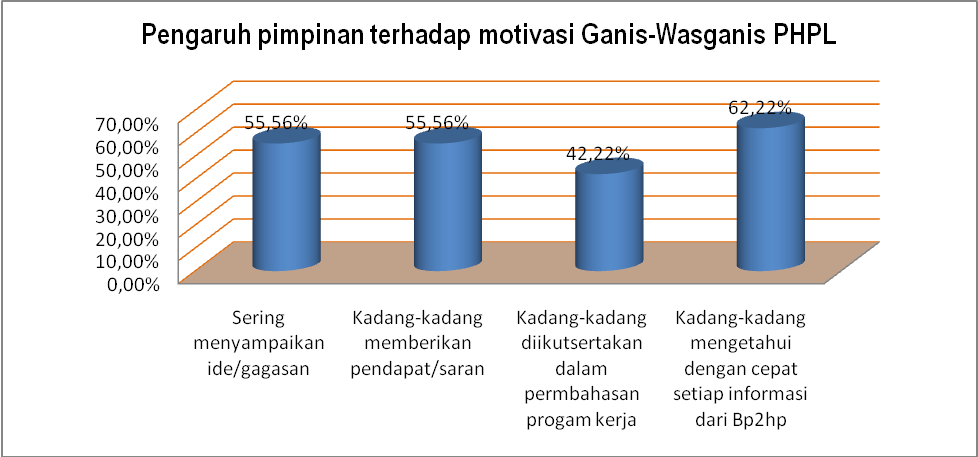 Pengaruh pimpinan terhadap motivasi Ganis-Wasganis PHPL
70,00%
60,00%
50,00%
40,00%
30,00%
20,00%
10,00%
0,00%
55,56%
55,56%
42,22%
62,22%
Sering
menyampaikan
ide/gagasan
Kadang-kadang
memberikan
pendapat/saran
Kadang-kadang
diikutsertakan
dalam
permbahasan
progam kerja
Kadang-kadang
mengetahui
dengan cepat
setiap informasi
dari Bp2hp